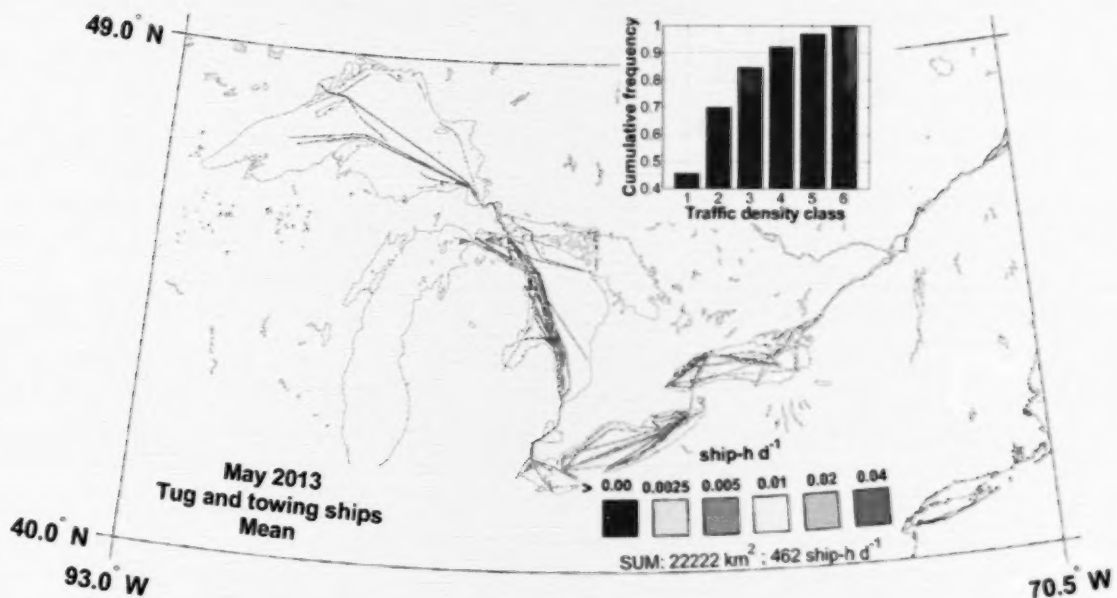 49.0° N
1
0.9
0.8
0.7
0.6
0.5
0.4
Cumulative frequency
1 2 3 4 5 6
Traffic density class
May 2013
Tug and towing ships
Mean
ship-h d⁻¹
> 0.00 0.0025 0.005 0.01 0.02 0.04
SUM: 22222 km² ; 462 ship-h d⁻¹
40.0° N
93.0° W
70.5° W